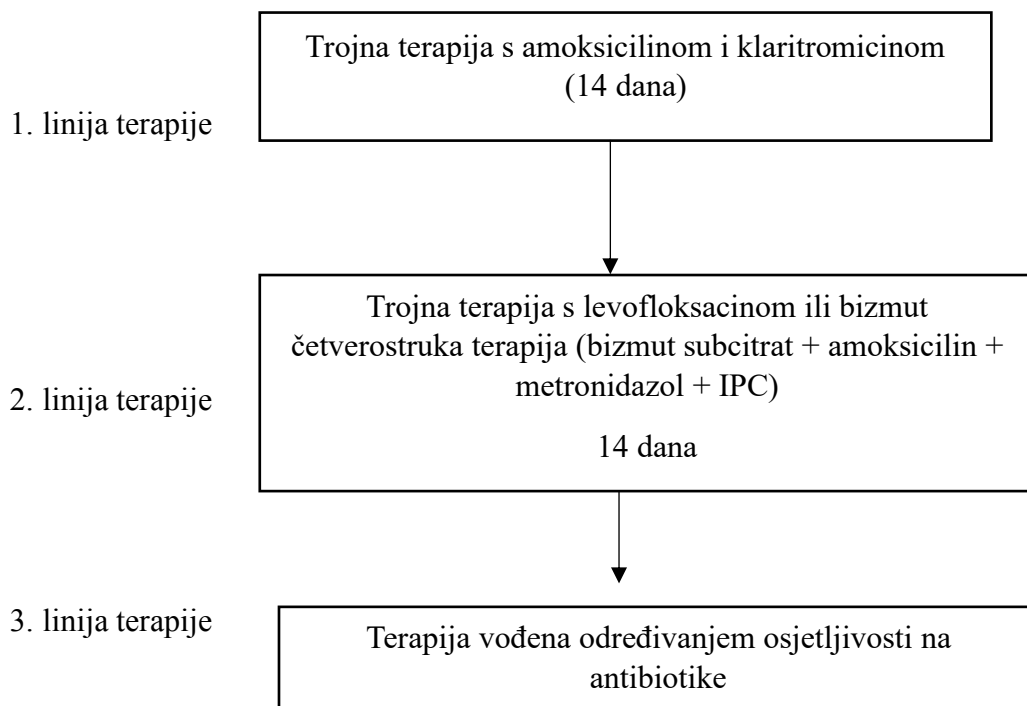 Trojna terapija s amoksicilinom i klaritromicinom
(14 dana)
1. linija terapije
Trojna terapija s levofloksacinom ili bizmut
četverostruka terapija (bizmut subcitrat + amoksicilin +
metronidazol + IPC)
14 dana
2. linija terapije
3. linija terapije
Terapija vođena određivanjem osjetljivosti na
antibiotike